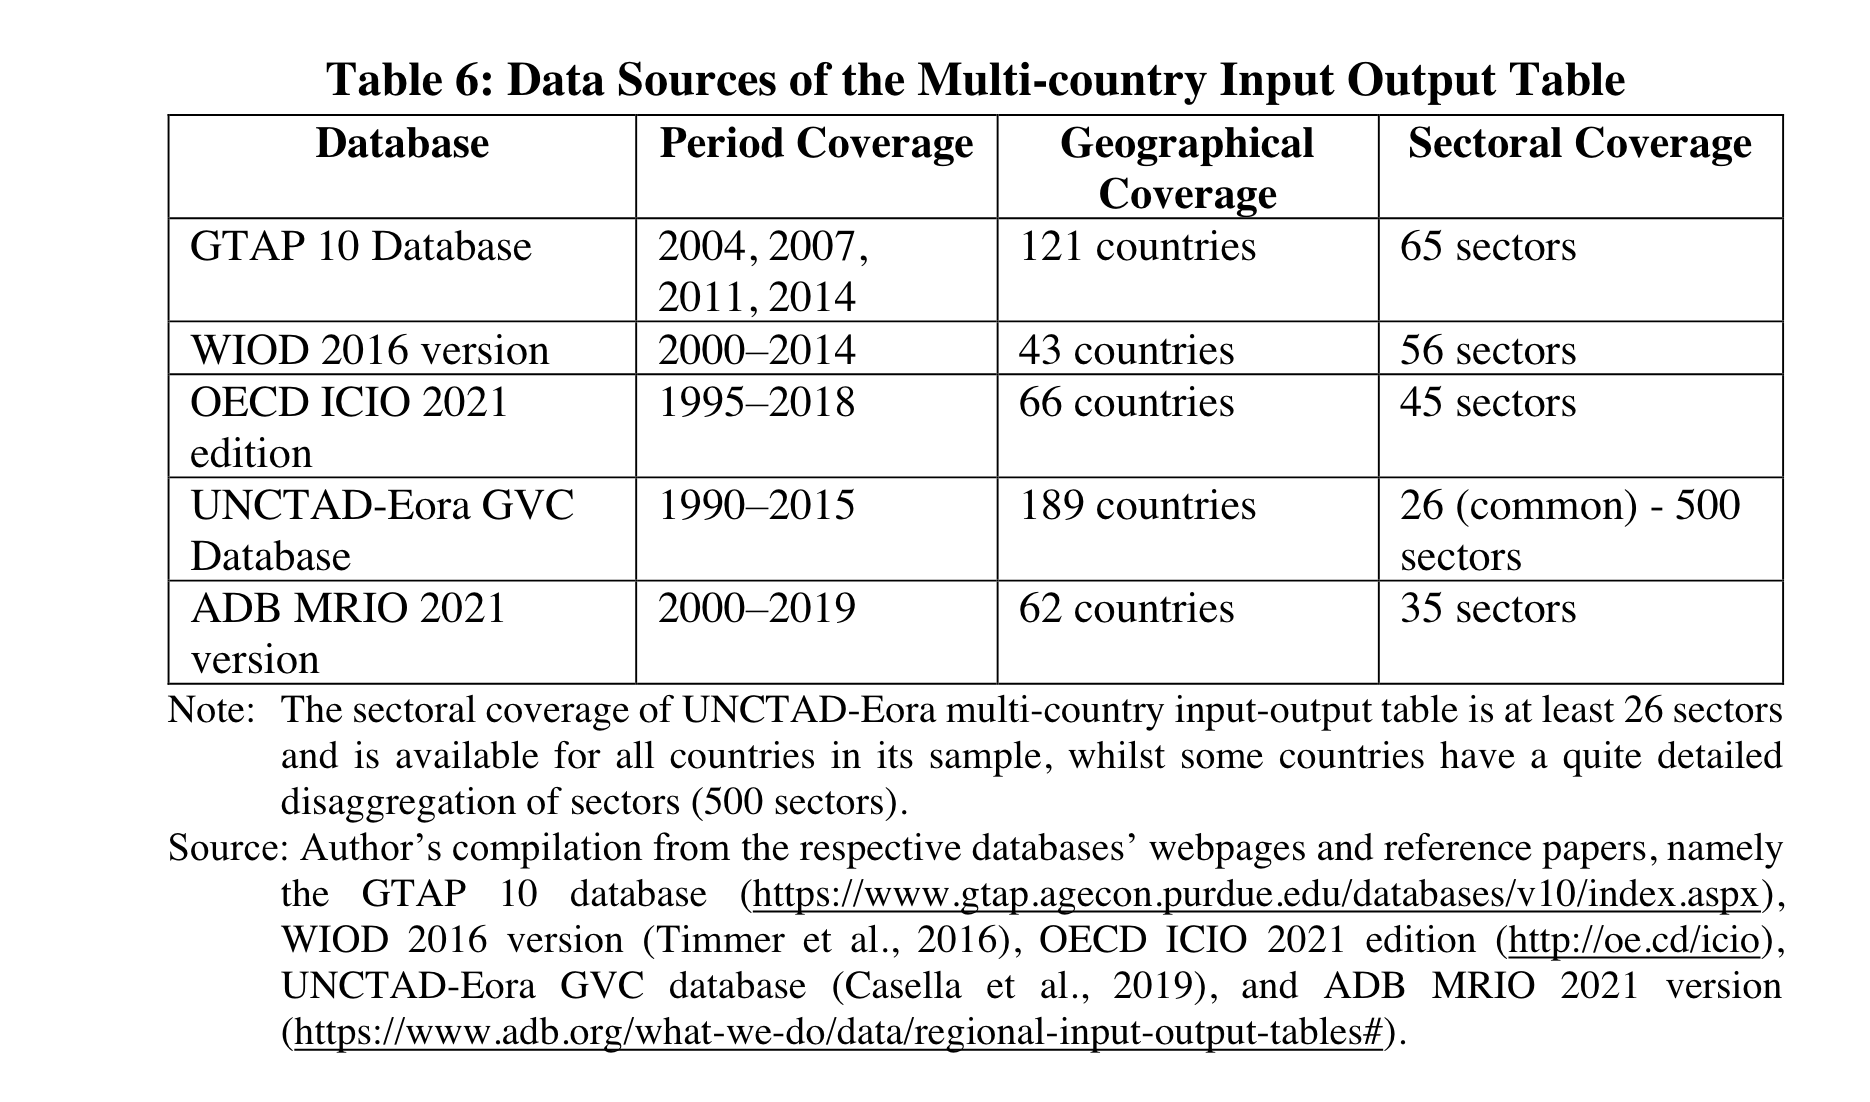 Table 6: Data Sources of the Multi-country Input Output Table
Database Period Coverage Geographical Coverage Sectoral Coverage
GTAP 10 Database 2004, 2007, 2011, 2014 121 countries 65 sectors
WIOD 2016 version 2000–2014 43 countries 56 sectors
OECD ICIO 2021 edition 1995–2018 66 countries 45 sectors
UNCTAD-Eora GVC Database 1990–2015 189 countries 26 (common) - 500 sectors
ADB MRIO 2021 version 2000–2019 62 countries 35 sectors
Note: The sectoral coverage of UNCTAD-Eora multi-country input-output table is at least 26 sectors
and is available for all countries in its sample, whilst some countries have a quite detailed
disaggregation of sectors (500 sectors).
Source: Author’s compilation from the respective databases’ webpages and reference papers, namely
the GTAP 10 database (https://www.gtap.agecon.purdue.edu/databases/v10/index.aspx),
WIOD 2016 version (Timmer et al., 2016), OECD ICIO 2021 edition (http://oe.cd/icio),
UNCTAD-Eora GVC database (Casella et al., 2019), and ADB MRIO 2021 version
(https://www.adb.org/what-we-do/data/regional-input-output-tables#).